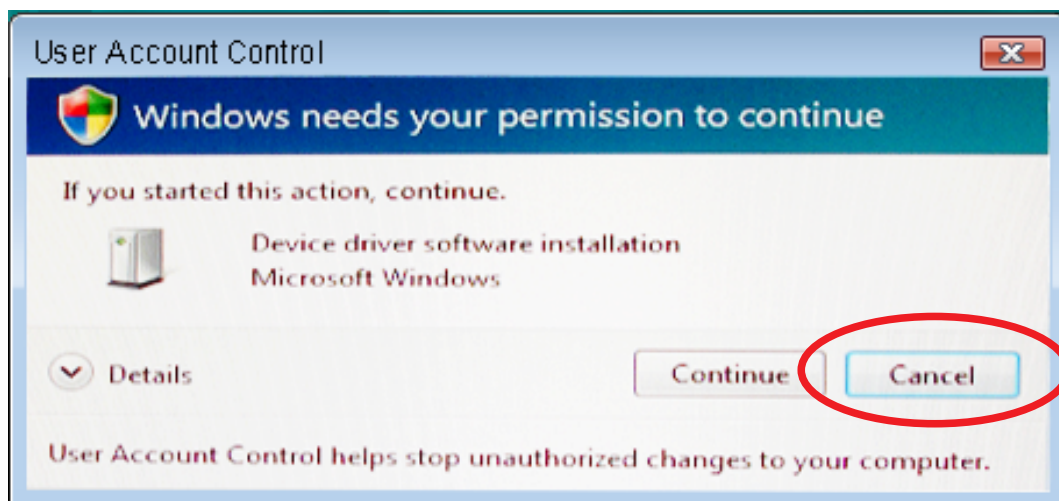 User Account Control
Windows needs your permission to continue
If you started this action, continue.
Device driver software installation
Microsoft Windows
Details
Continue
Cancel
User Account Control helps stop unauthorized changes to your computer.